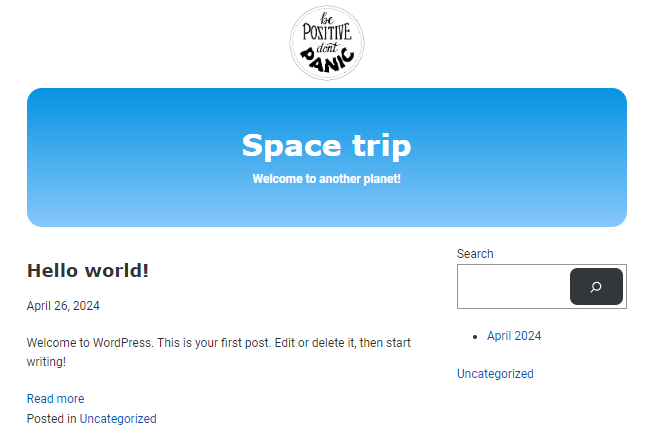 be
POSITIVE
dont
PANIC
Space trip
Welcome to another planet!
Hello world!
April 26, 2024
Welcome to WordPress. This is your first post. Edit or delete it, then start
writing!
Read more
Posted in Uncategorized
Search
April 2024
Uncategorized